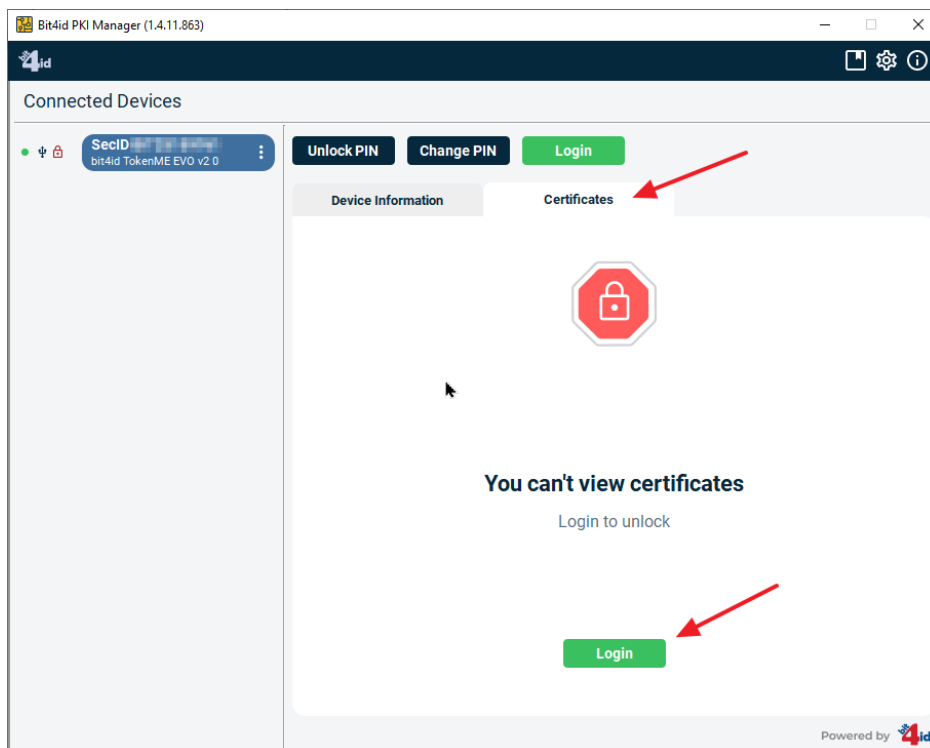 Bit4id PKI Manager (1.4.11.863)
4id
Connected Devices
SecID
bit4id TokenME EVO v2 0
Unlock PIN Change PIN Login
Device Information Certificates
You can't view certificates
Login to unlock
Login
Powered by 4id